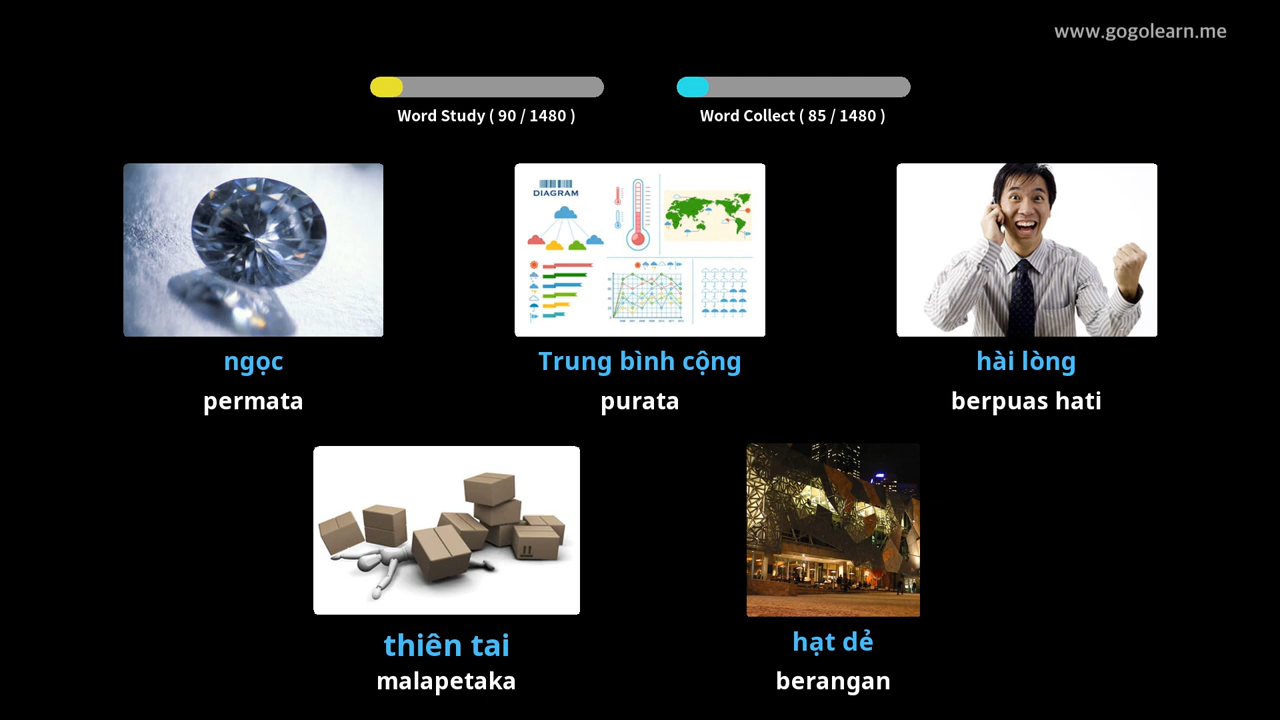 www.gogolearn.me
Word Study ( 90 / 1480 )
Word Collect ( 85 / 1480 )
DIAGRAM
ngọc
Trung bình cộng
hài lòng
permata
purata
berpuas hati
thiên tai
hạt dẻ
malapetaka
berangan